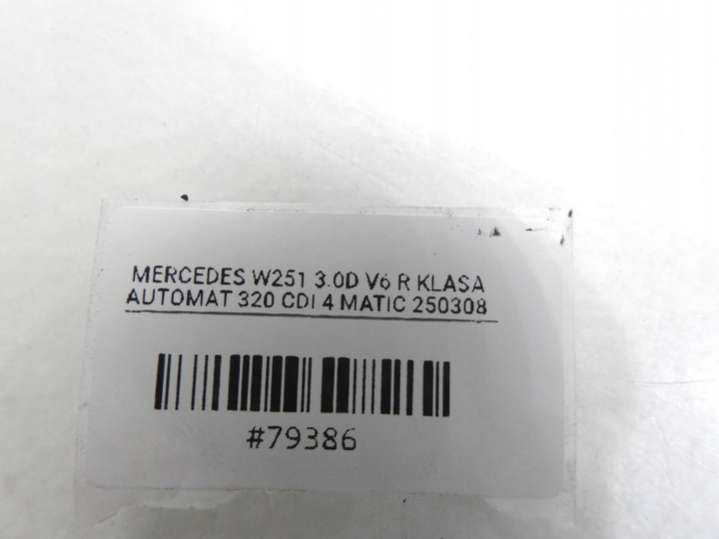 MERCEDES W251 3.0D V6 R KLASA
AUTOMAT 320 CDI 4 MATIC 250308
#79386